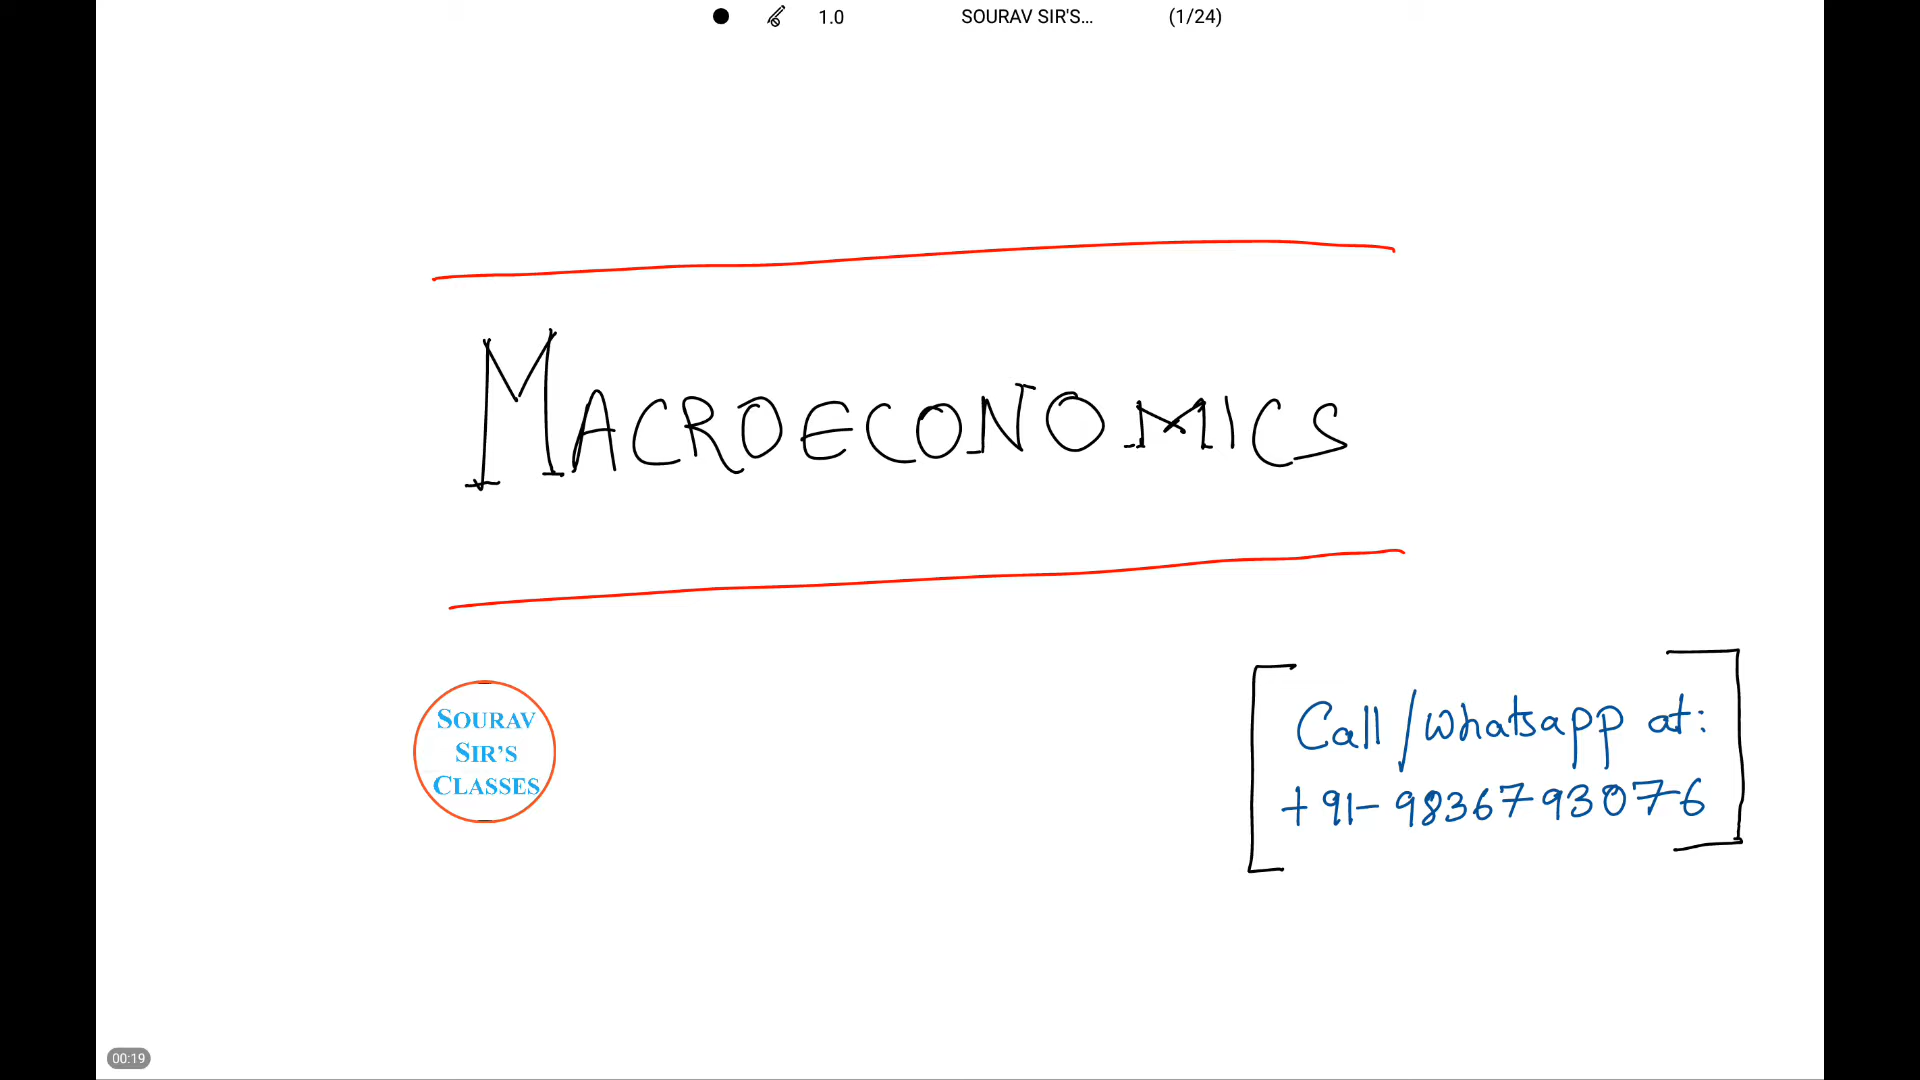 1.0 SOURAV SIR'S... (1/24)
MACROECONOMICS
SOURAV
SIR'S
CLASSES
Call/whatsapp at:
+91-9836793076
00:19